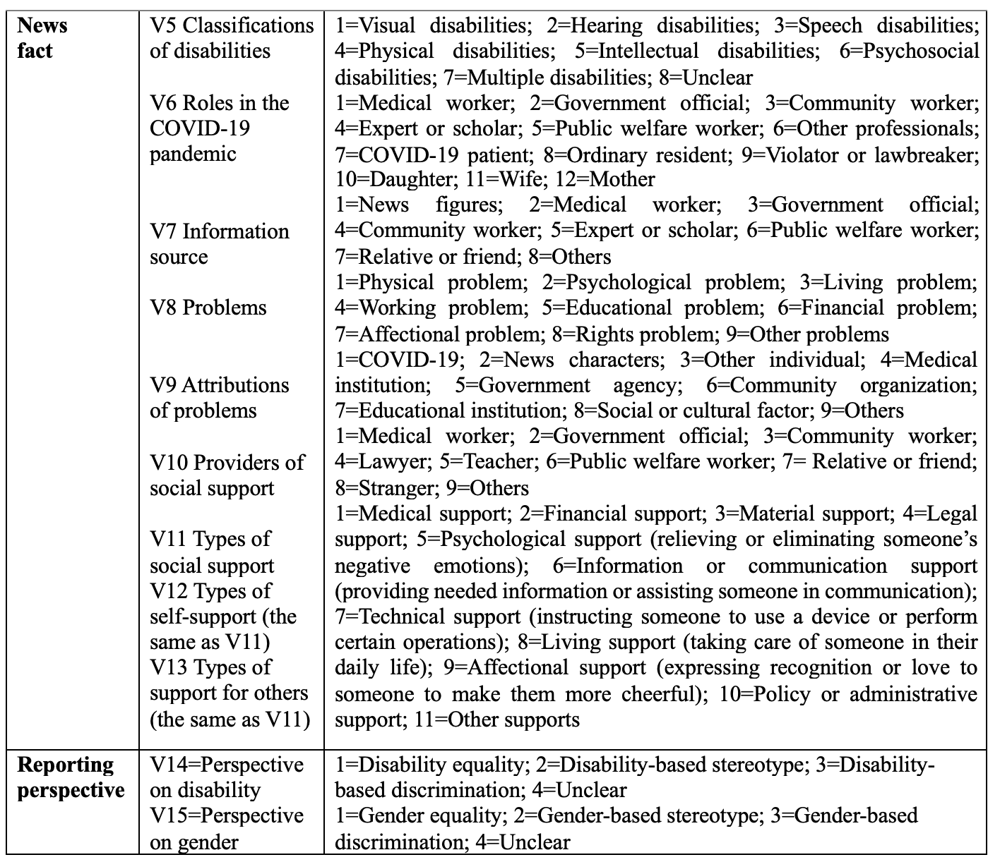 News
fact
V5 Classifications
of disabilities
1=Visual disabilities; 2=Hearing disabilities; 3=Speech disabilities;
4=Physical disabilities; 5=Intellectual disabilities; 6=Psychosocial
disabilities; 7=Multiple disabilities; 8=Unclear
V6 Roles in the
COVID-19
pandemic
1=Medical worker; 2=Government official; 3=Community worker;
4=Expert or scholar; 5=Public welfare worker; 6=Other professionals;
7=COVID-19 patient; 8=Ordinary resident; 9=Violator or lawbreaker;
10=Daughter; 11=Wife; 12=Mother
V7 Information
source
1=News figures; 2=Medical worker; 3=Government official;
4=Community worker; 5=Expert or scholar; 6=Public welfare worker;
7=Relative or friend; 8=Others
V8 Problems
1=Physical problem; 2=Psychological problem; 3=Living problem;
4=Working problem; 5=Educational problem; 6=Financial problem;
7=Affectional problem; 8=Rights problem; 9=Other problems
V9 Attributions
of problems
1=COVID-19; 2=News characters; 3=Other individual; 4=Medical
institution; 5=Government agency; 6=Community organization;
7=Educational institution; 8=Social or cultural factor; 9=Others
V10 Providers of
social support
1=Medical worker; 2=Government official; 3=Community worker;
4=Lawyer; 5=Teacher; 6=Public welfare worker; 7= Relative or friend;
8=Stranger; 9=Others
V11 Types of
social support
V12 Types of
self-support (the
same as V11)
V13 Types of
support for others
(the same as V11)
1=Medical support; 2=Financial support; 3=Material support; 4=Legal
support; 5=Psychological support (relieving or eliminating someone’s
negative emotions); 6=Information or communication support
(providing needed information or assisting someone in communication);
7=Technical support (instructing someone to use a device or perform
certain operations); 8=Living support (taking care of someone in their
daily life); 9=Affectional support (expressing recognition or love to
someone to make them more cheerful); 10=Policy or administrative
support; 11=Other supports
Reporting
perspective
V14=Perspective
on disability
1=Disability equality; 2=Disability-based stereotype; 3=Disability-
based discrimination; 4=Unclear
V15=Perspective
on gender
1=Gender equality; 2=Gender-based stereotype; 3=Gender-based
discrimination; 4=Unclear